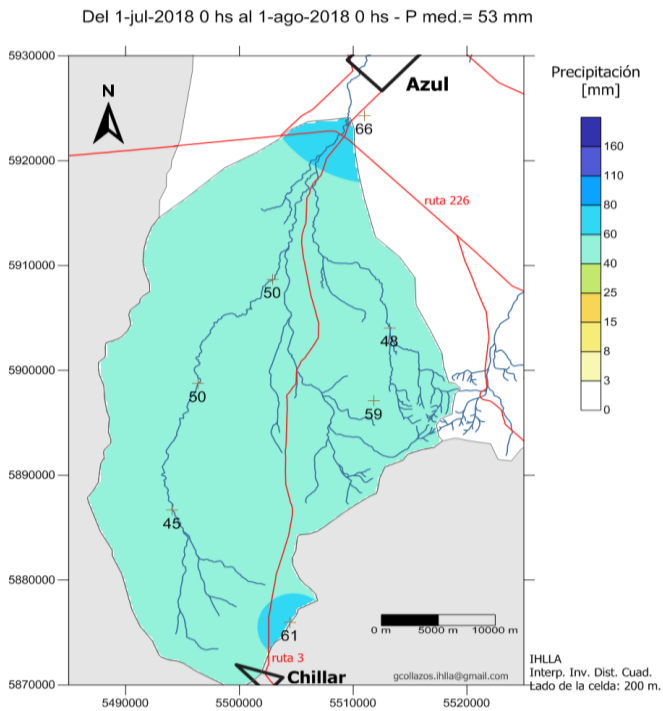 Del 1-jul-2018 0 hs al 1-ago-2018 0 hs - P med.= 53 mm
5930000
5920000
5910000
5900000
5890000
5880000
5870000
N
Azul
66
ruta 226
50
48
50
59
45
61
ruta 3
Chillar
0 m 5000 m 10000 m
gcollazos.ihlla@gmail.com
5490000 5500000 5510000 5520000
Precipitación
[mm]
160
110
80
60
40
25
15
8
3
0
IHLLA
Interp. Inv. Dist. Cuad.
Lado de la celda: 200 m.